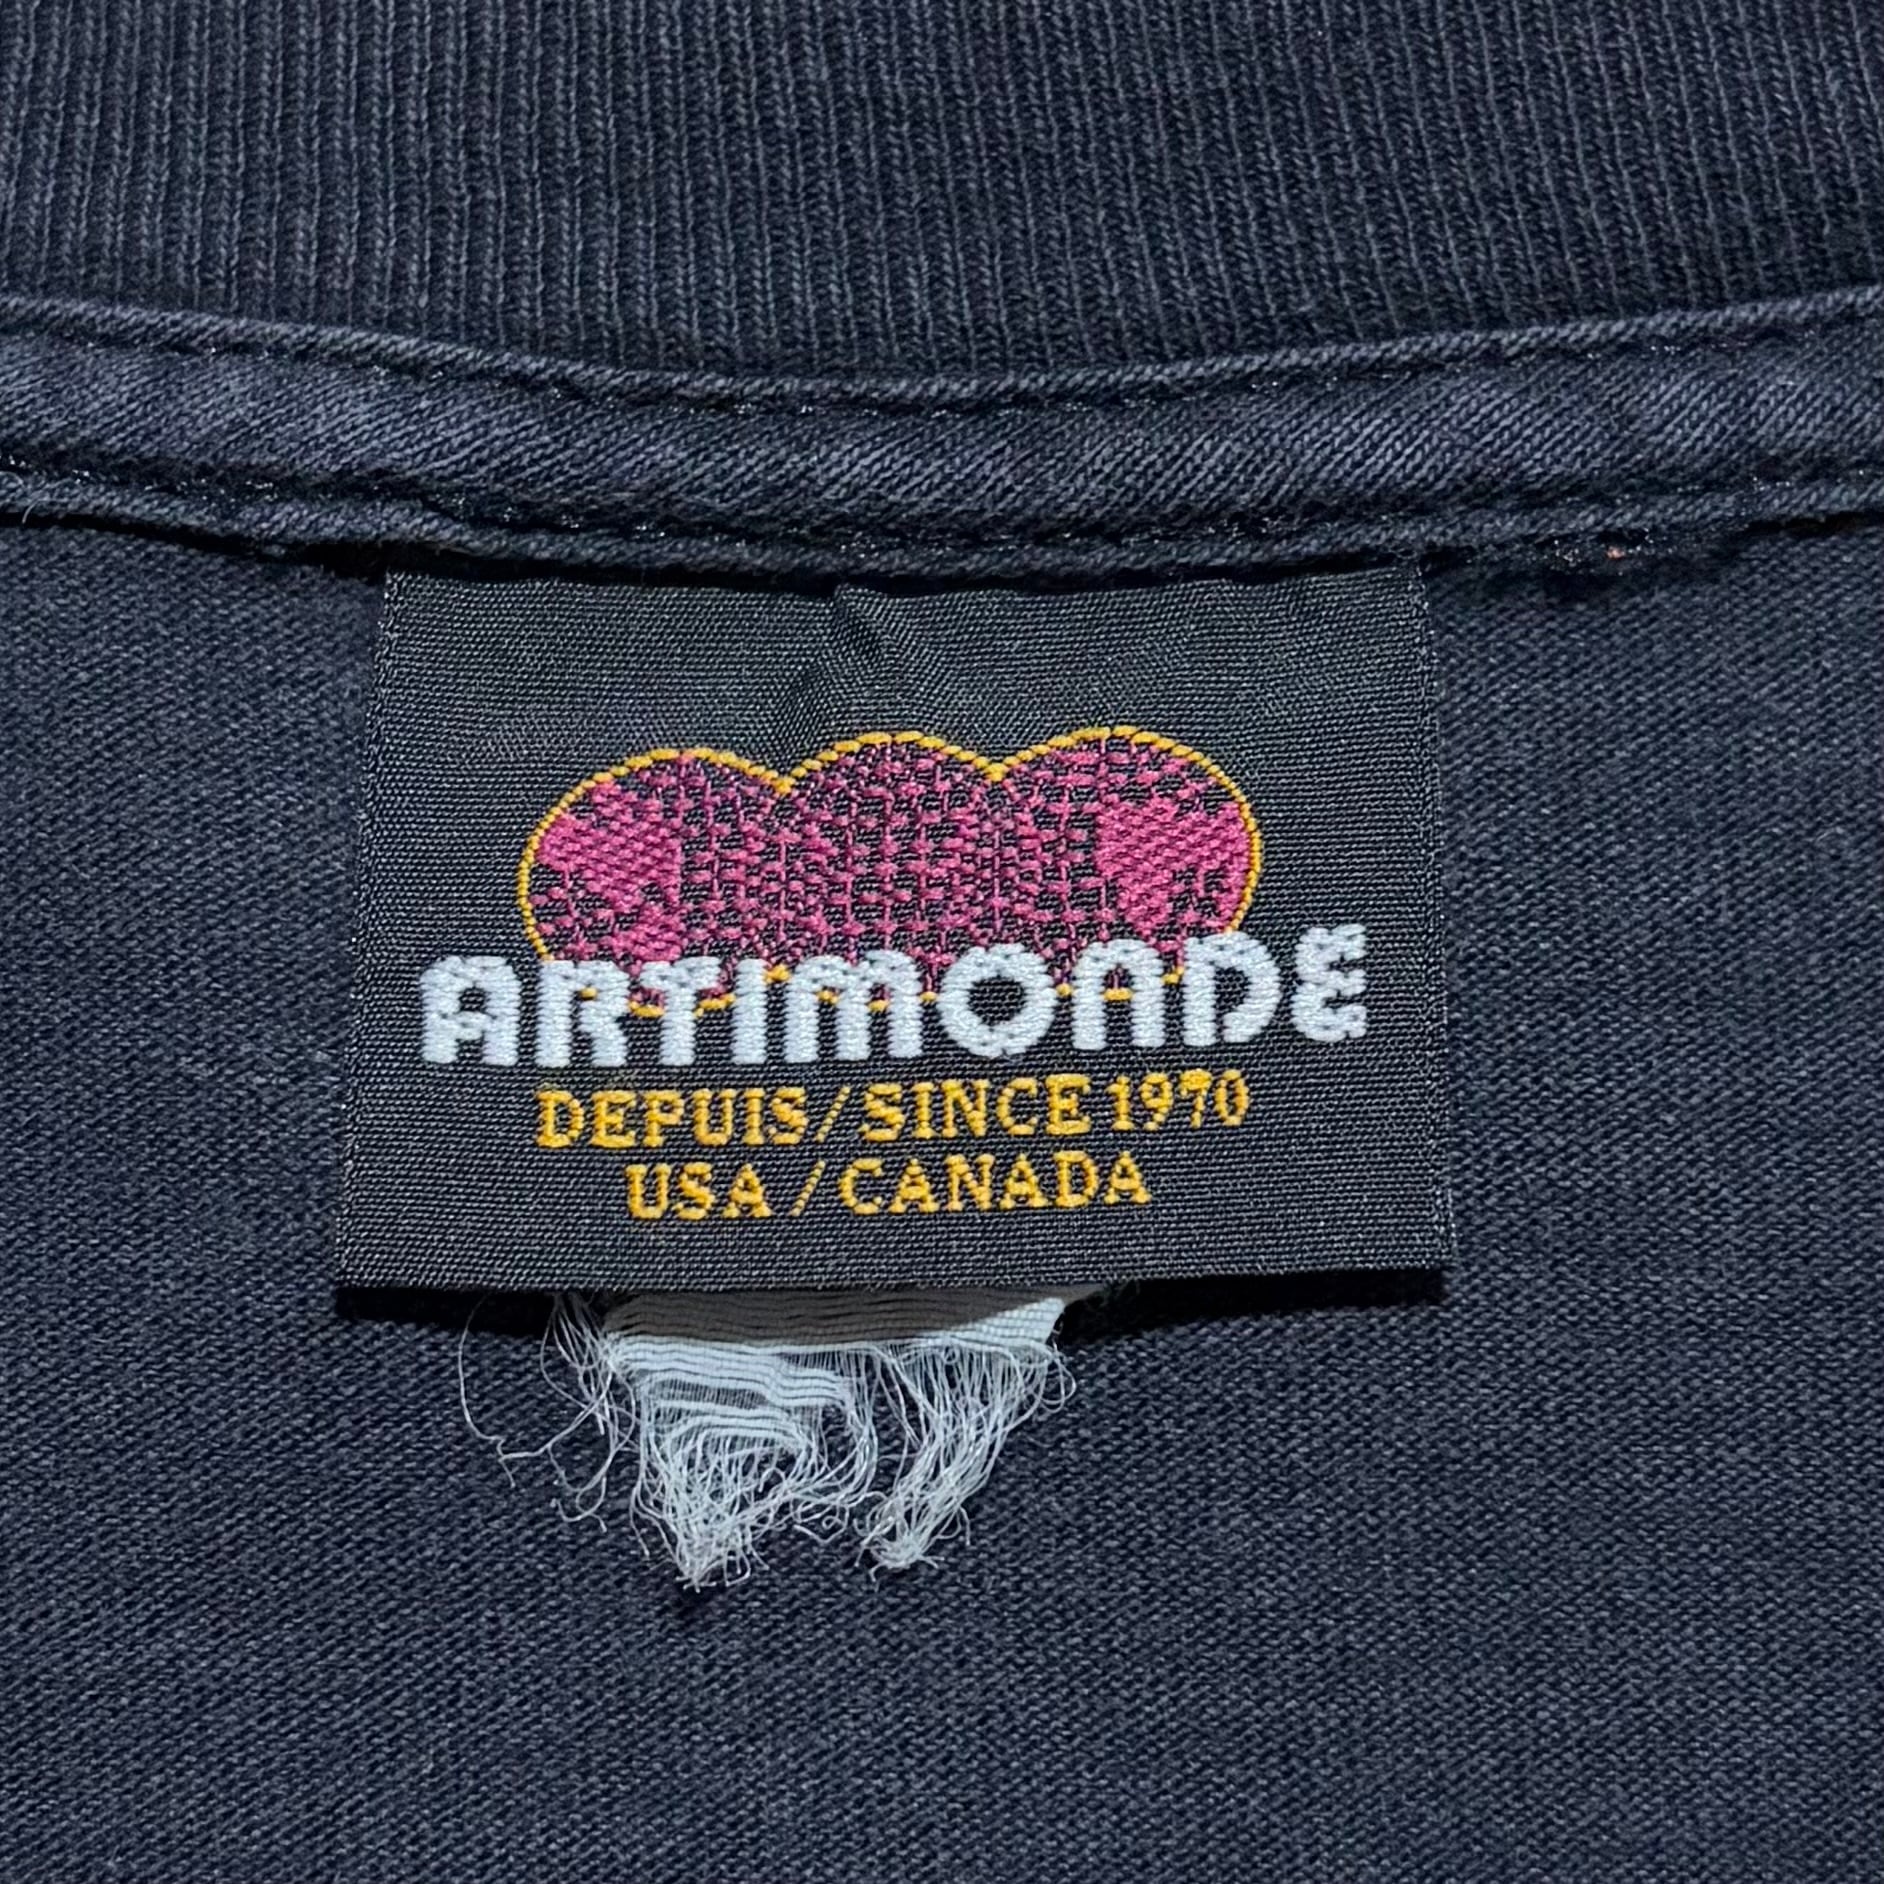 ARTIMONDE
DEPUIS/SINCE 1970
USA/CANADA